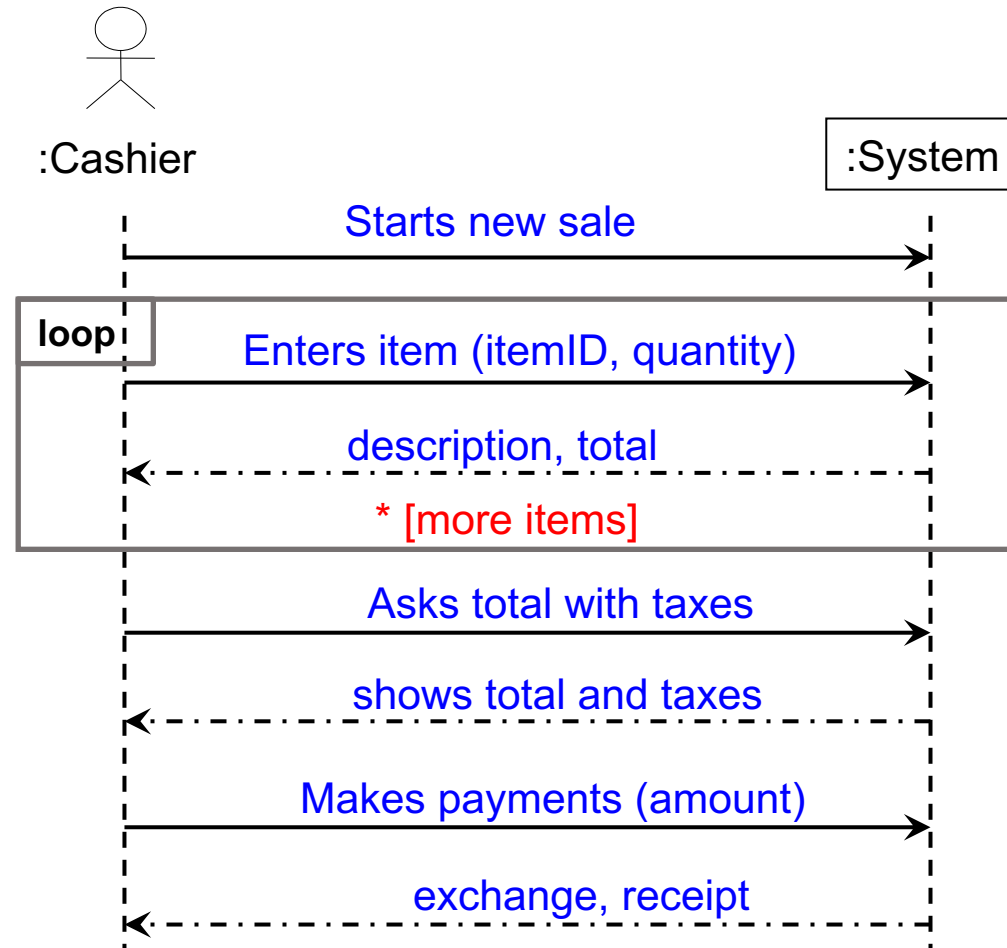 :Cashier
:System
Starts new sale
loop
Enters item (itemID, quantity)
description, total
* [more items]
Asks total with taxes
shows total and taxes
Makes payments (amount)
exchange, receipt